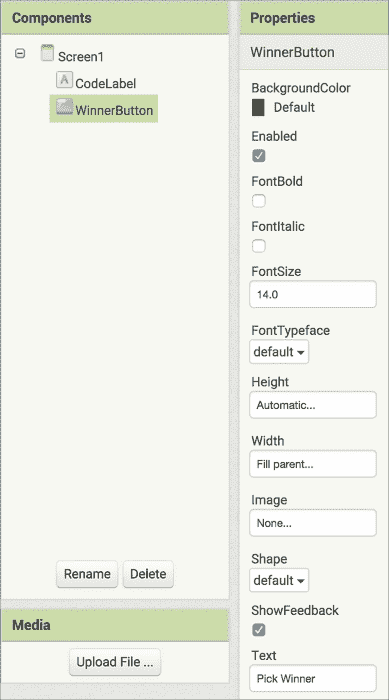 Components
Screen1
A CodeLabel
WinnerButton
Rename Delete
Media
Upload File ...
Properties
WinnerButton
BackgroundColor
Default
Enabled
FontBold
FontItalic
FontSize
14.0
FontTypeface
default
Height
Automatic...
Width
Fill parent...
Image
None...
Shape
default
ShowFeedback
Text
Pick Winner